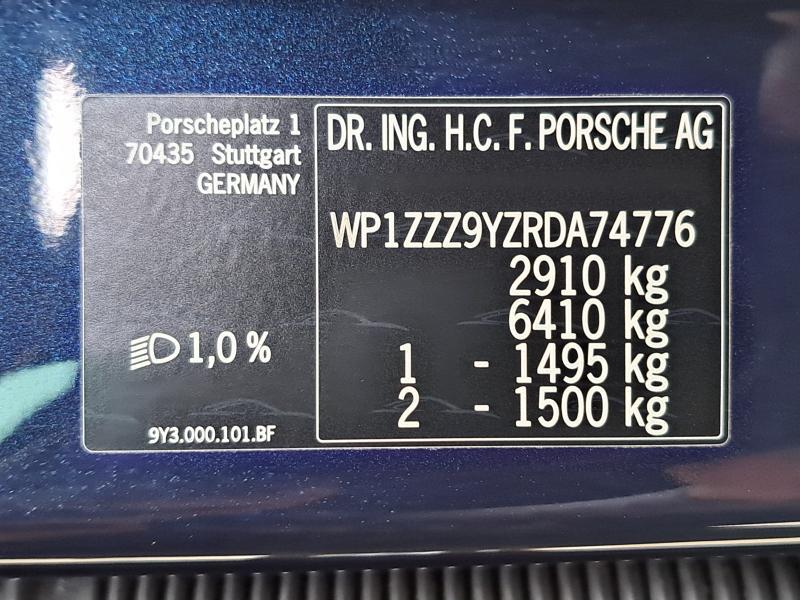 Porscheplatz 1
70435 Stuttgart
GERMANY
1,0 %
9Y3.000.101.BF
DR. ING. H.C. F. PORSCHE AG
WP1ZZZ9YZRDA74776
2910 kg
6410 kg
1 - 1495 kg
2 - 1500 kg